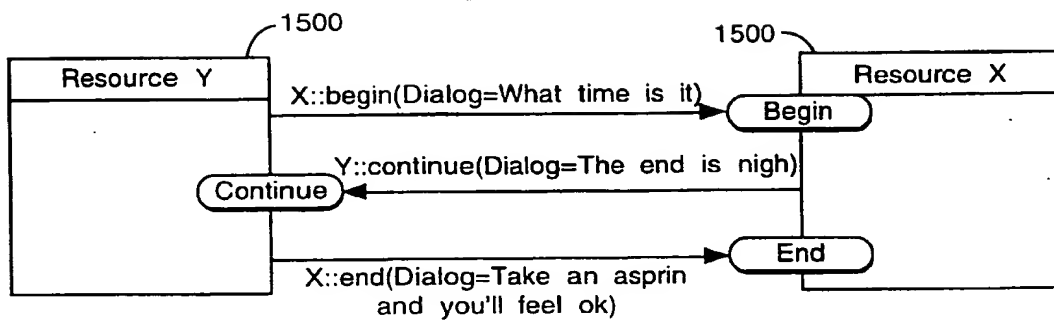 1500
1500
Resource Y
Resource X
X::begin(Dialog=What time is it)
Begin
Y::continue(Dialog=The end is nigh)
Continue
End
X::end(Dialog=Take an asprin
and you'll feel ok)